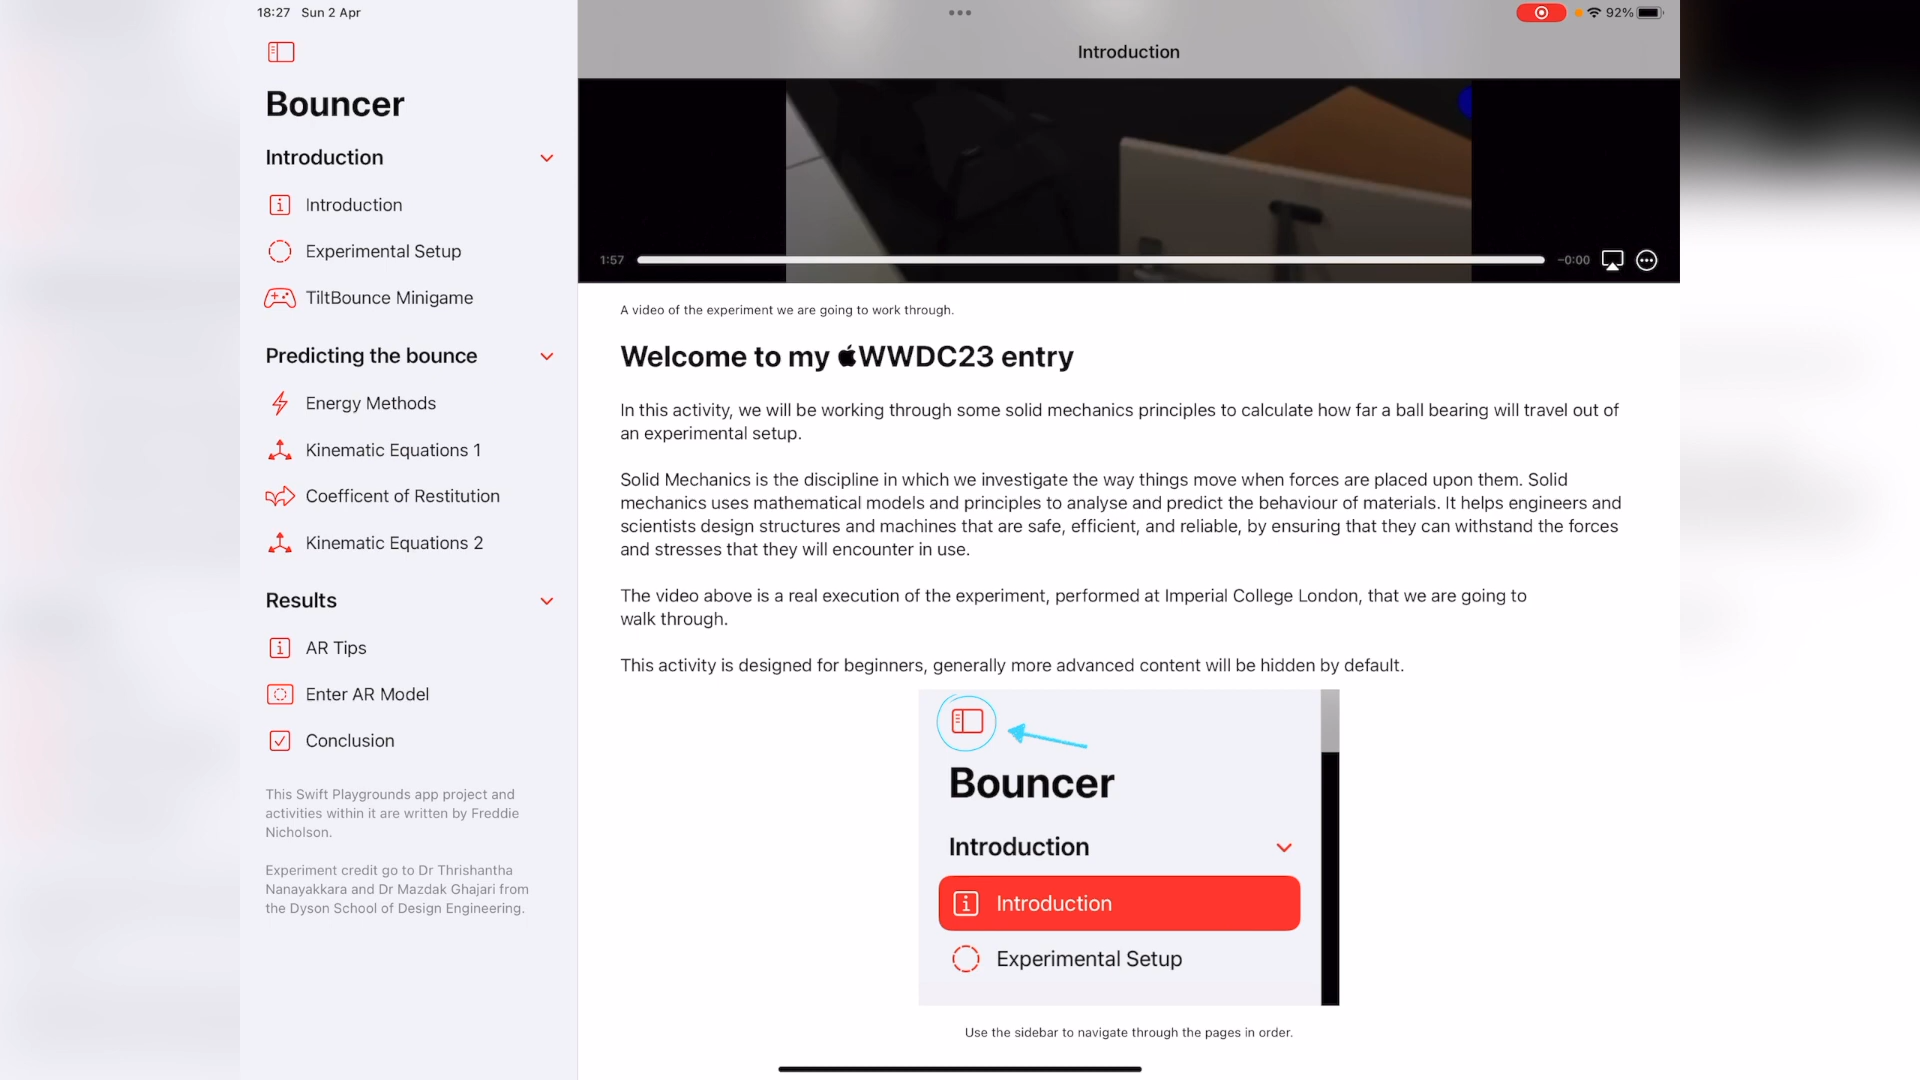 18:27 Sun 2 Apr
92%
Bouncer
Introduction
Introduction
Experimental Setup
TiltBounce Minigame
Predicting the bounce
Energy Methods
Kinematic Equations 1
Coefficent of Restitution
Kinematic Equations 2
Results
AR Tips
Enter AR Model
Conclusion
This Swift Playgrounds app project and
activities within it are written by Freddie
Nicholson.
Experiment credit go to Dr Thrishantha
Nanayakkara and Dr Mazdak Ghajari from
the Dyson School of Design Engineering.
Introduction
1:57
-0:00
A video of the experiment we are going to work through.
Welcome to my WWDC23 entry
In this activity, we will be working through some solid mechanics principles to calculate how far a ball bearing will travel out of
an experimental setup.
Solid Mechanics is the discipline in which we investigate the way things move when forces are placed upon them. Solid
mechanics uses mathematical models and principles to analyse and predict the behaviour of materials. It helps engineers and
scientists design structures and machines that are safe, efficient, and reliable, by ensuring that they can withstand the forces
and stresses that they will encounter in use.
The video above is a real execution of the experiment, performed at Imperial College London, that we are going to
walk through.
This activity is designed for beginners, generally more advanced content will be hidden by default.
Bouncer
Introduction
Introduction
Experimental Setup
Use the sidebar to navigate through the pages in order.